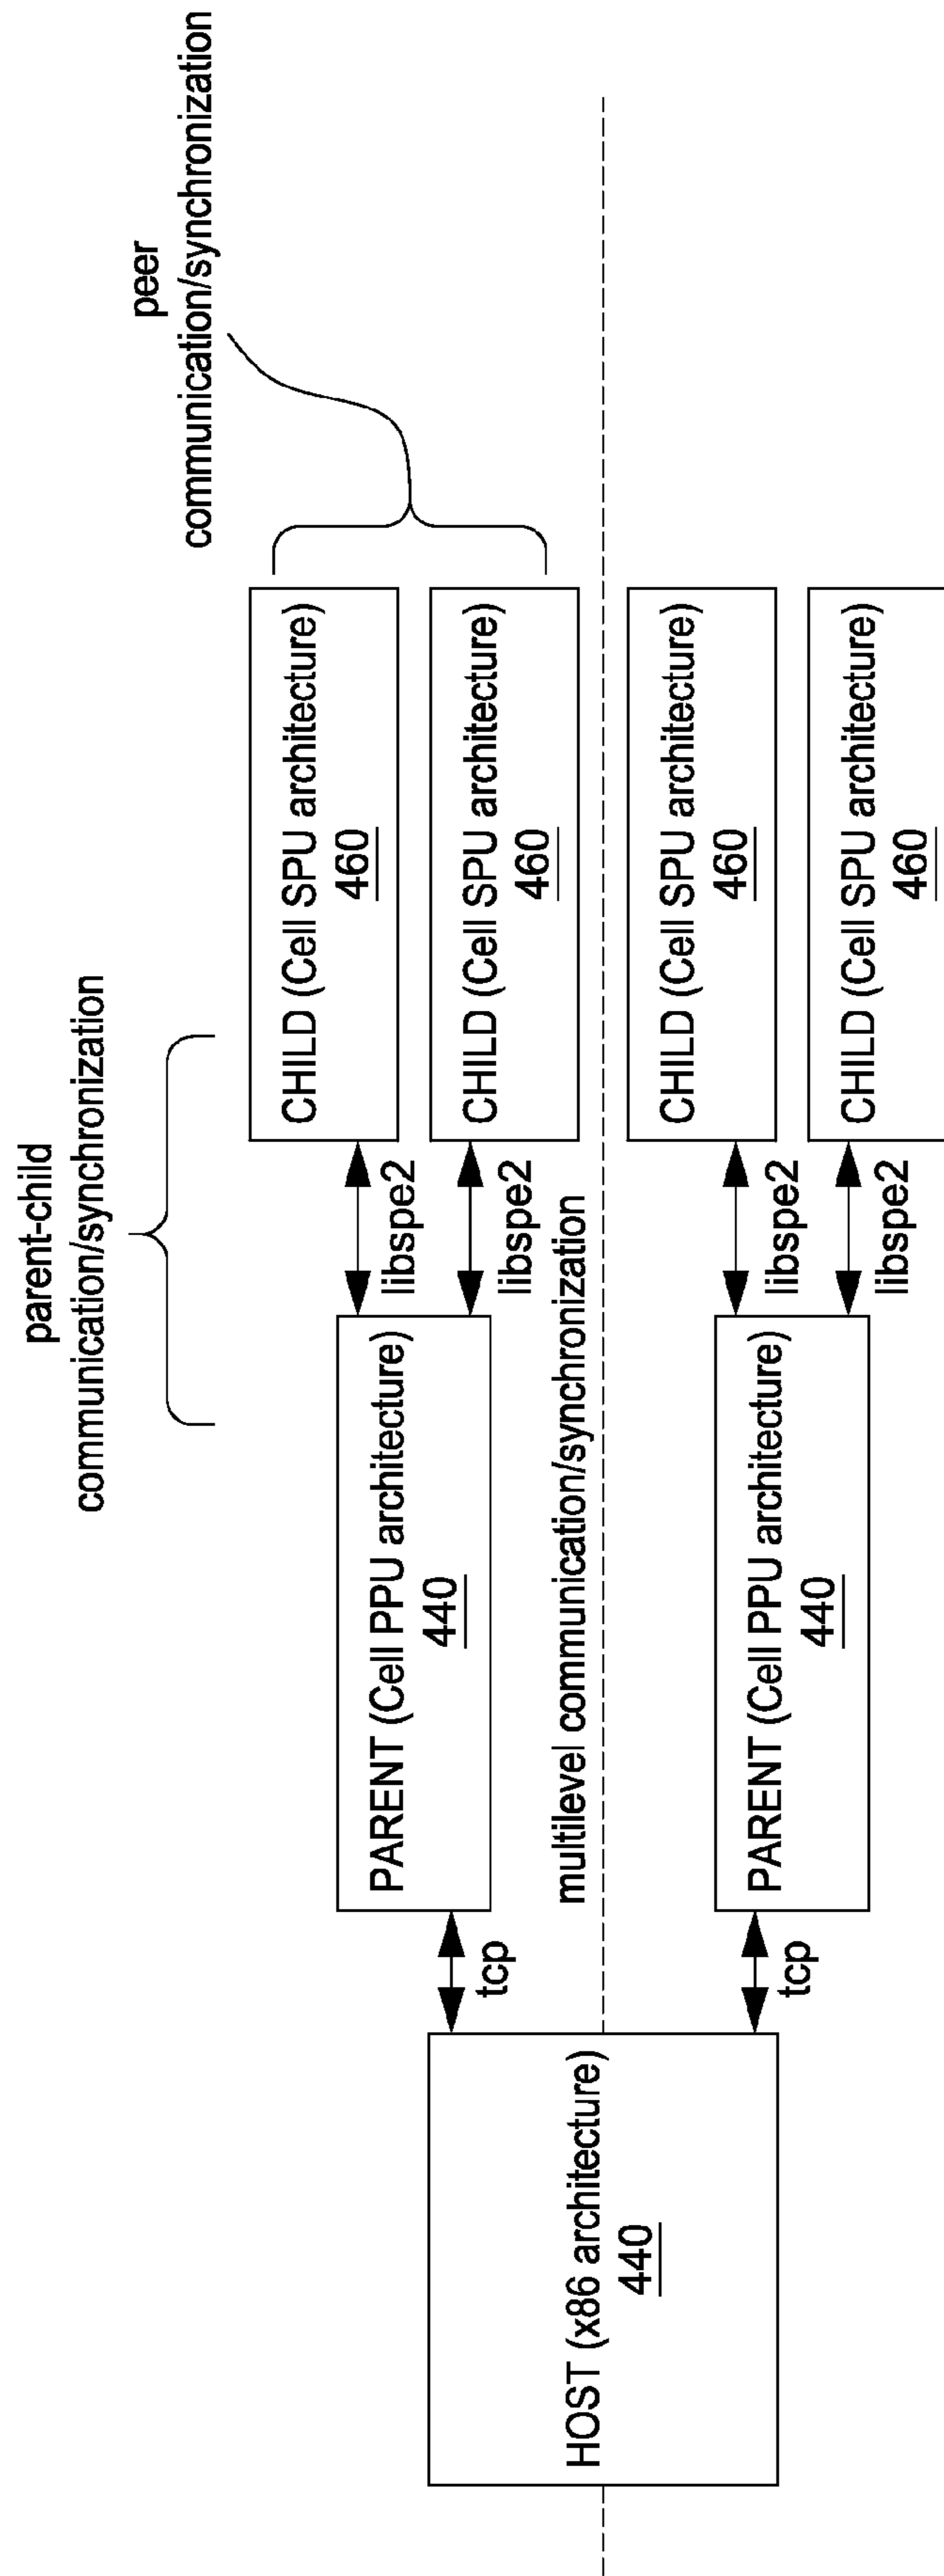 parent-child
communication/synchronization
peer
communication/synchronization
HOST (x86 architecture)
440
tcp
PARENT (Cell PPU architecture)
440
libspe2
libspe2
CHILD (Cell SPU architecture)
460
CHILD (Cell SPU architecture)
460
multilevel communication/synchronization
tcp
PARENT (Cell PPU architecture)
440
libspe2
libspe2
CHILD (Cell SPU architecture)
460
CHILD (Cell SPU architecture)
460